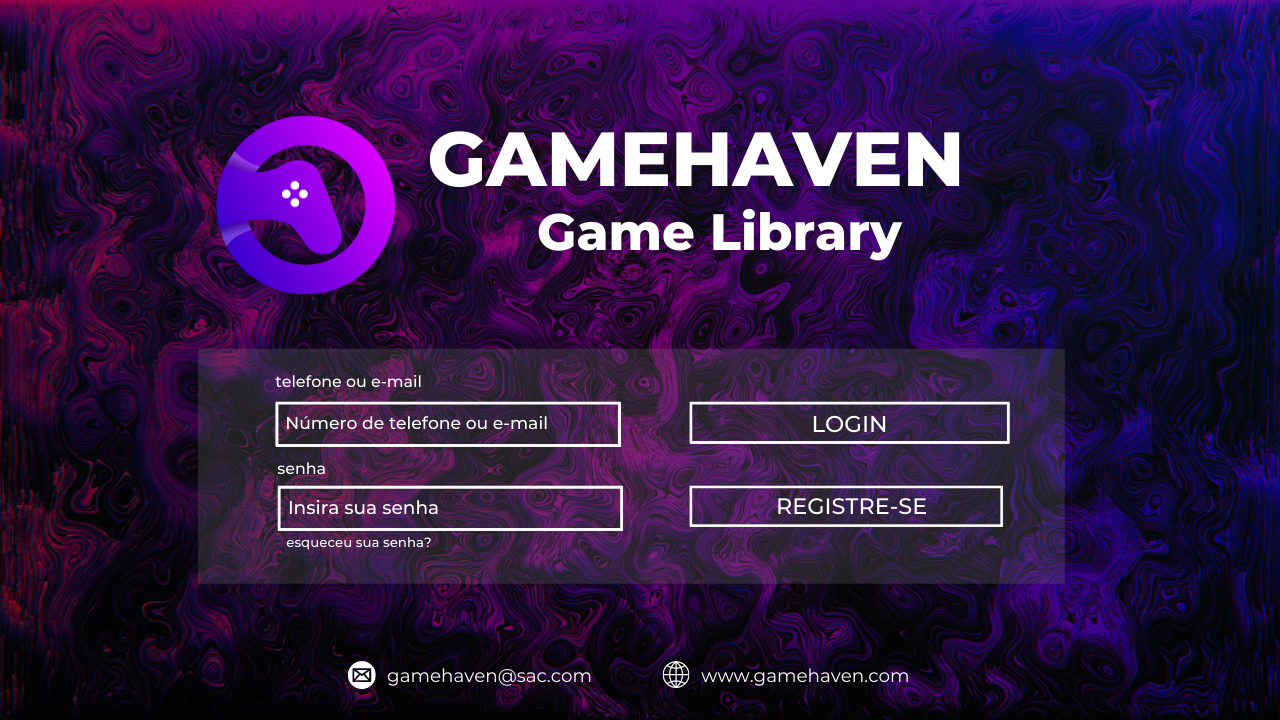 GAMEHAVEN
Game Library
telefone ou e-mail
Número de telefone ou e-mail
LOGIN
senha
Insira sua senha
REGISTRE-SE
esqueceu sua senha?
gamehaven@sac.com
www.gamehaven.com